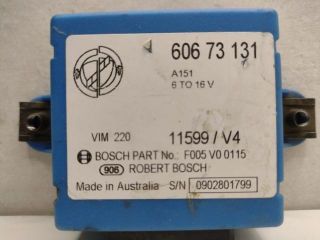 606 73 131
A151
6 TO 16 V
VIM 220 11599 / V4
BOSCH PART No.: F005 V0 0115
906 ROBERT BOSCH
Made in Australia S/N 0902801799